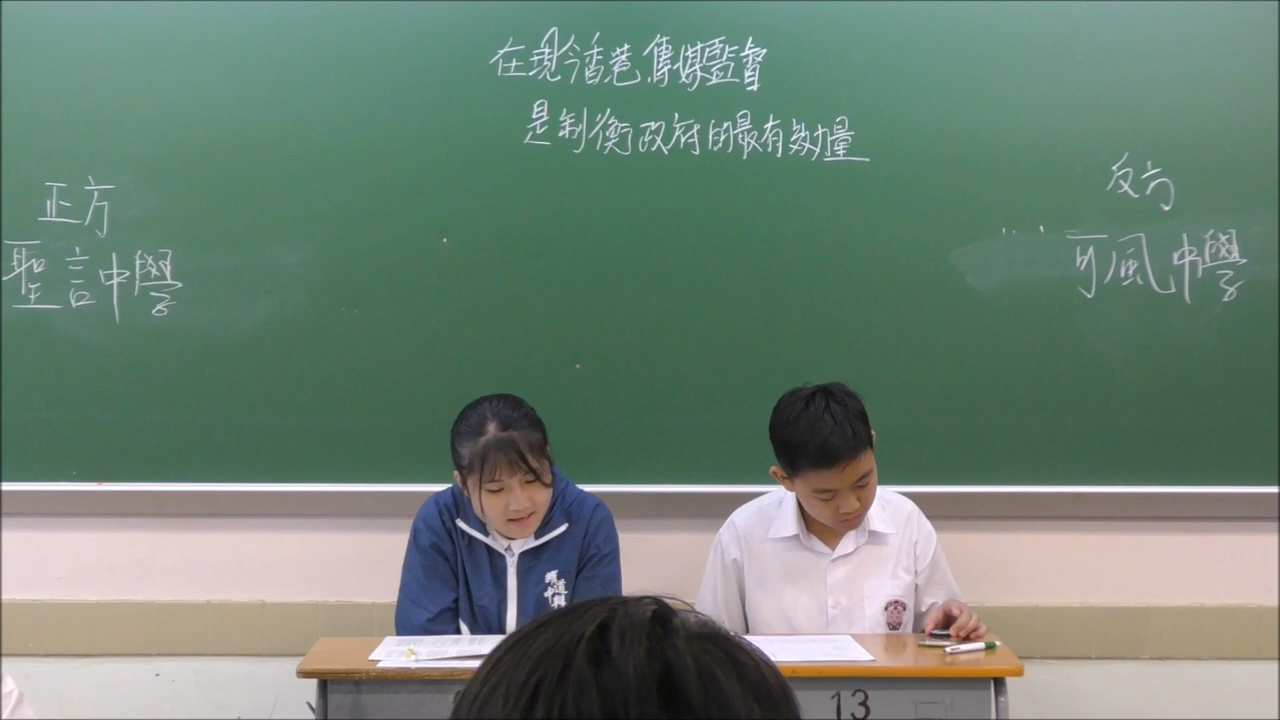 在現今香港傳媒監督
是制衡政府的最有效力量
正方
聖言中學
反方
可風中學
13